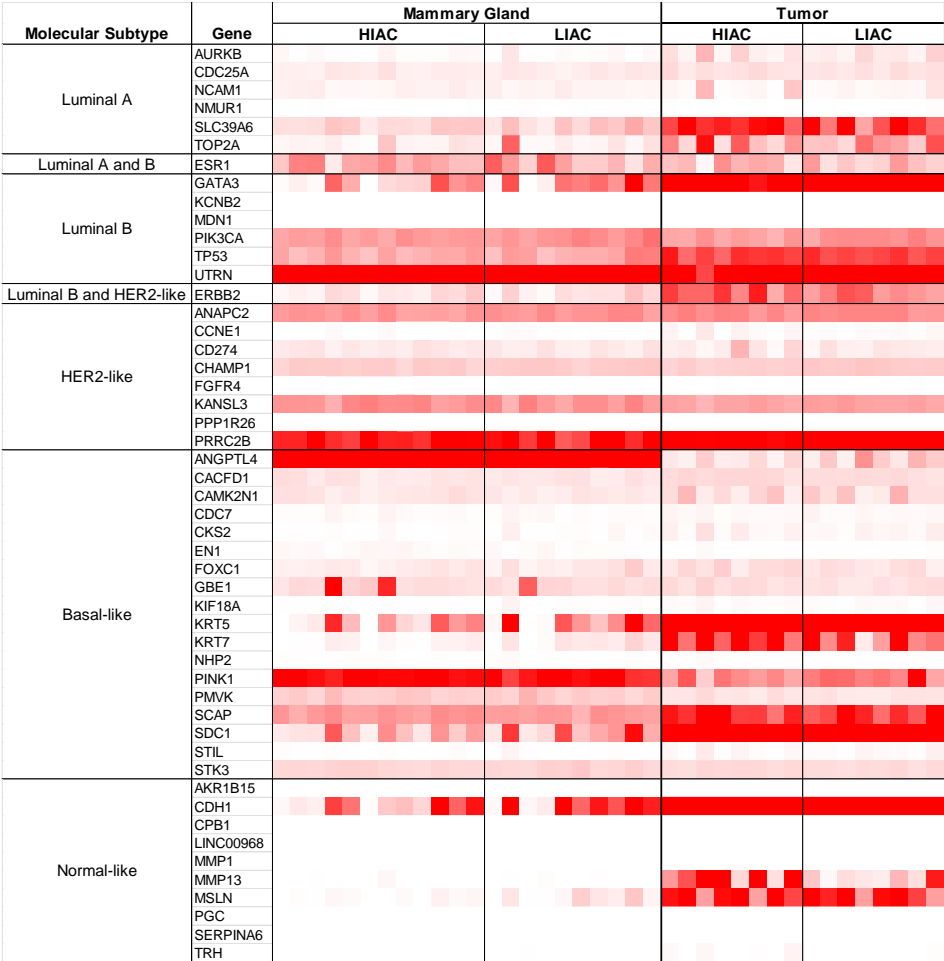 Mammary Gland Tumor
Molecular Subtype Gene HIAC LIAC HIAC LIAC
Luminal A
AURKB
CDC25A
NCAM1
NMUR1
SLC39A6
TOP2A
Luminal A and B ESR1
Luminal B
GATA3
KCNB2
MDN1
PIK3CA
TP53
UTRN
Luminal B and HER2-like ERBB2
HER2-like
ANAPC2
CCNE1
CD274
CHAMP1
FGFR4
KANSL3
PPP1R26
PRRC2B
Basal-like
ANGPTL4
CACFD1
CAMK2N1
CDC7
CKS2
EN1
FOXC1
GBE1
KIF18A
KRT5
KRT7
NHP2
PINK1
PMVK
SCAP
SDC1
STIL
STK3
Normal-like
AKR1B15
CDH1
CPB1
LINC00968
MMP1
MMP13
MSLN
PGC
SERPINA6
TRH